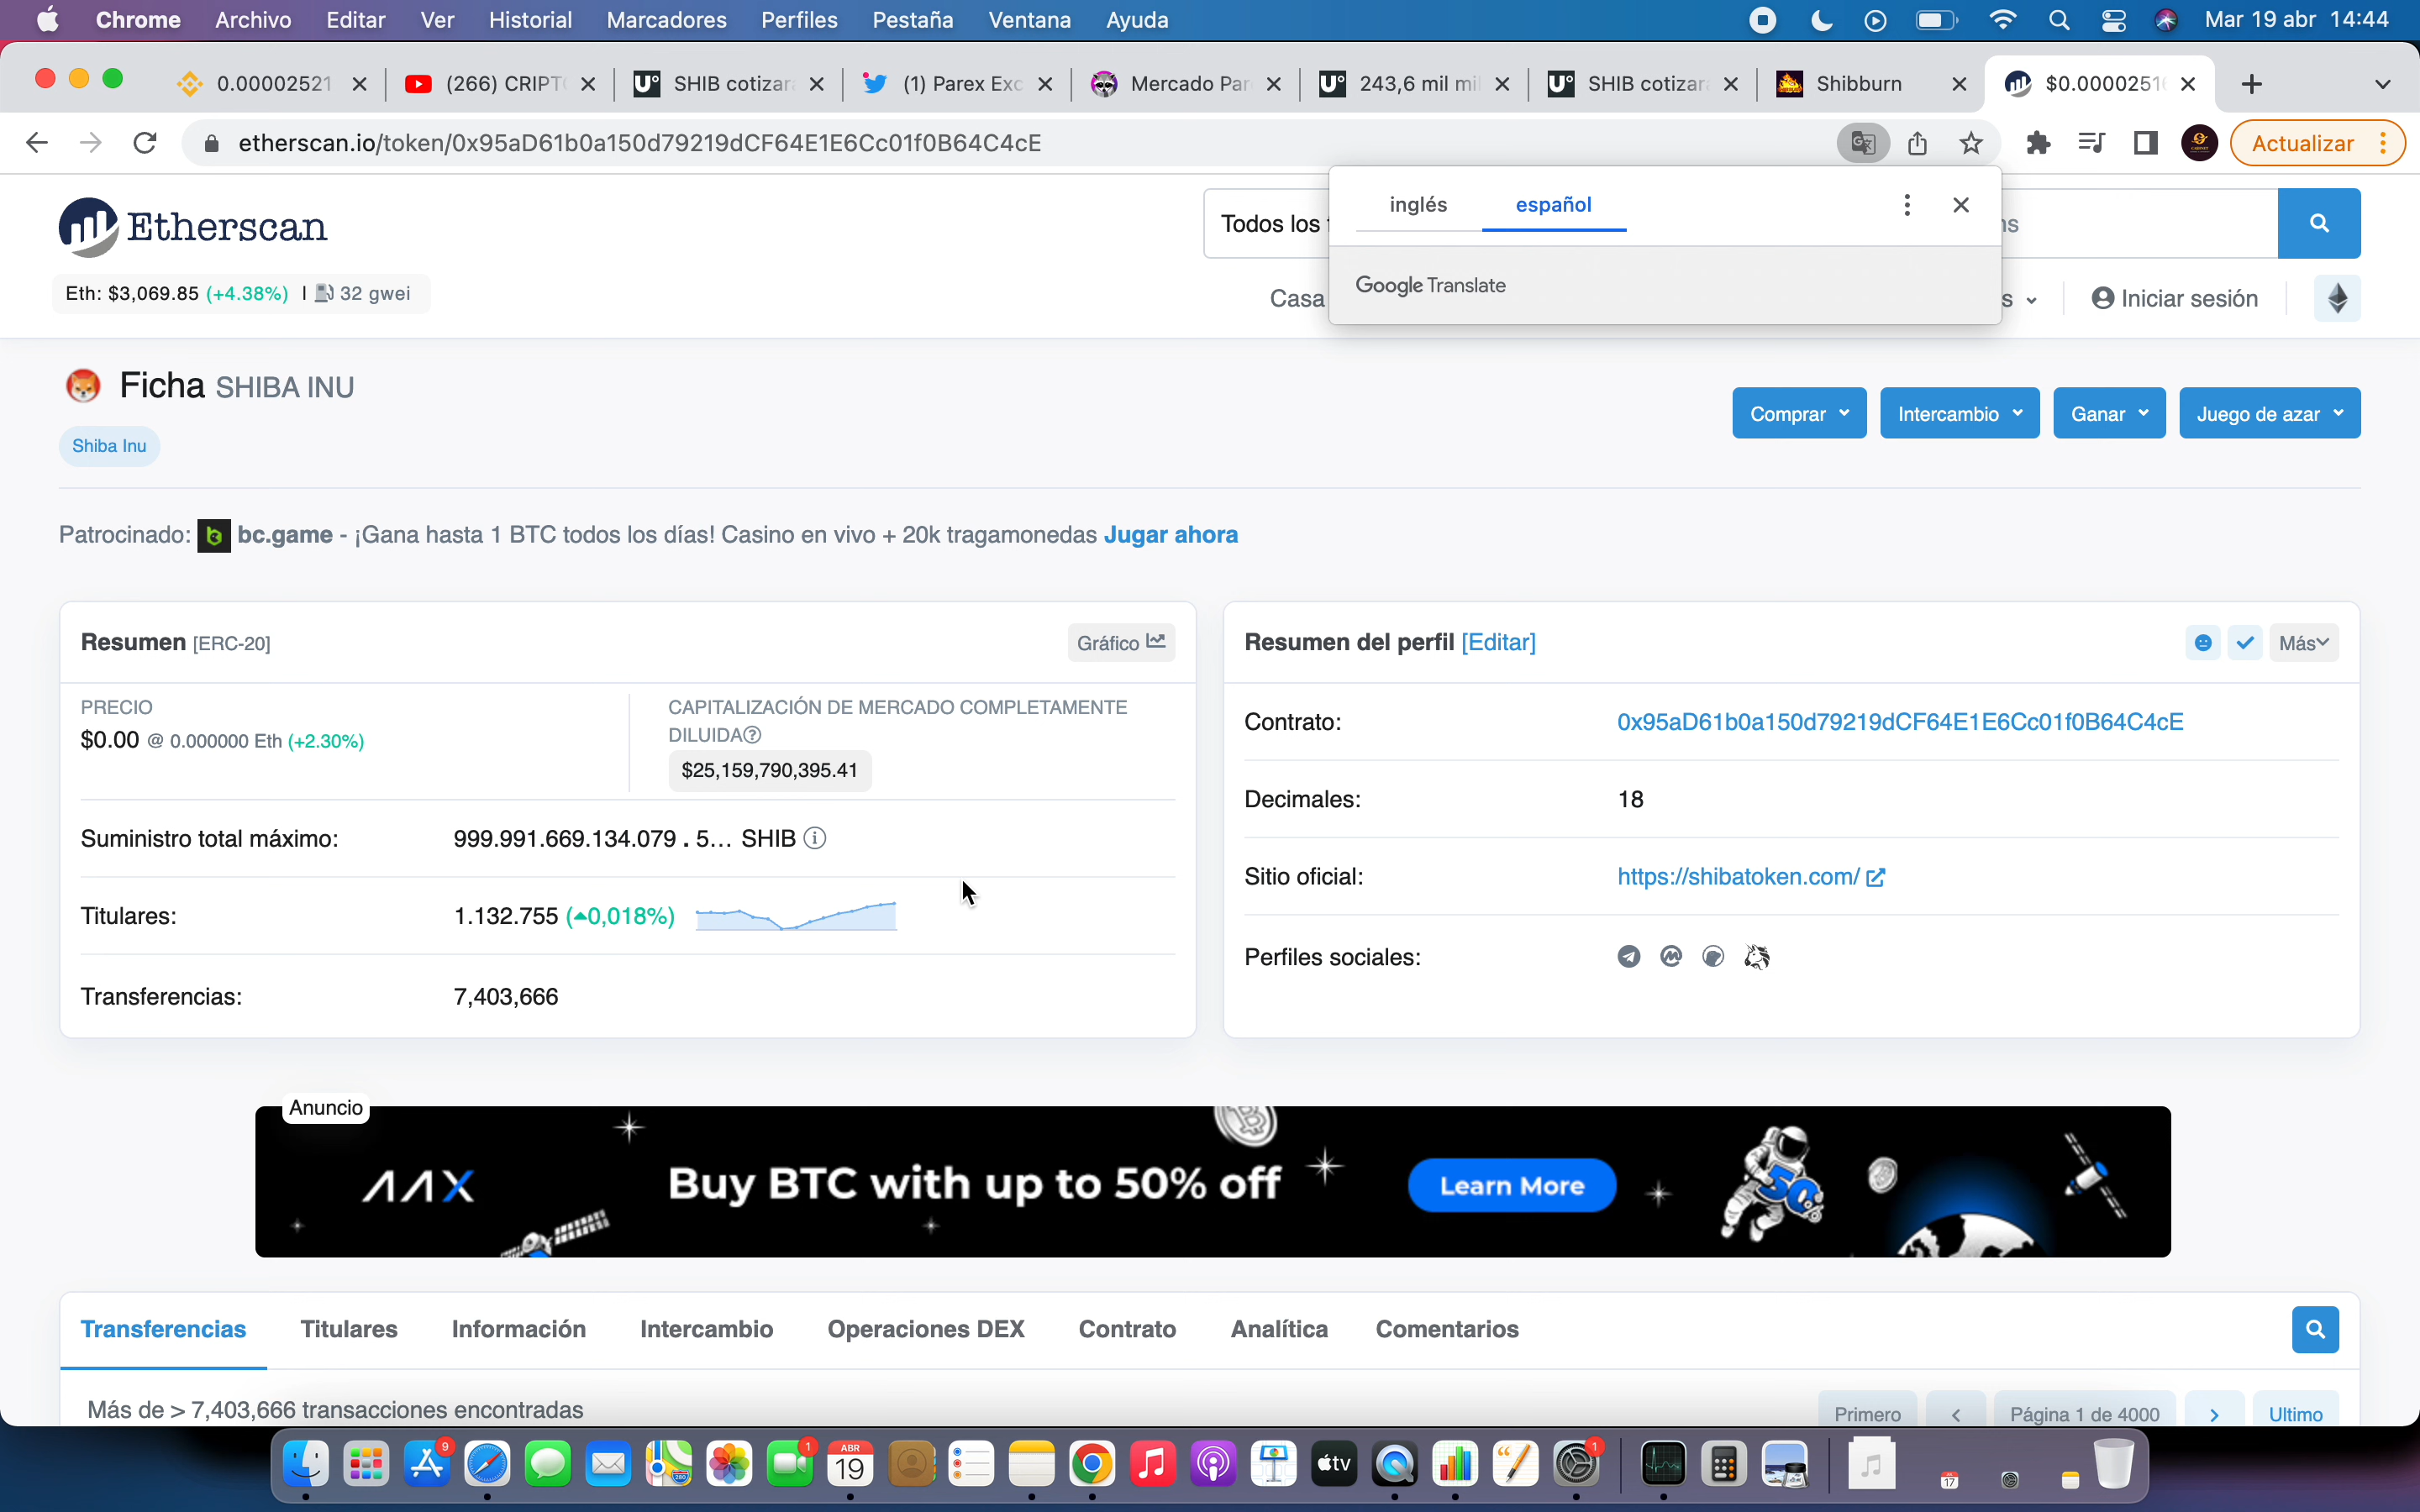 Chrome Archivo Editar Ver Historial Marcadores Perfiles Pestaña Ventana Ayuda Mar 19 abr 14:44
0.00002521 (266) CRIPT SHIB cotizar (1) Parex Exc Mercado Par 243,6 mil mi SHIB cotizar Shibburn $0.0000251
etherscan.io/token/0x95aD61b0a150d79219dCF64E1E6Cc01f0B64C4cE Actualizar
inglés español
Google Translate
Etherscan
Todos los
Eth: $3,069.85 (+4.38%) | 32 gwei
Casa Iniciar sesión
Ficha SHIBA INU
Shiba Inu
Comprar Intercambio Ganar Juego de azar
Patrocinado: bc.game - ¡Gana hasta 1 BTC todos los días! Casino en vivo + 20k tragamonedas Jugar ahora
Resumen [ERC-20] Gráfico
PRECIO
$0.00 @ 0.000000 Eth (+2.30%)
CAPITALIZACIÓN DE MERCADO COMPLETAMENTE
DILUIDA
$25,159,790,395.41
Suministro total máximo: 999.991.669.134.079 . 5... SHIB
Titulares: 1.132.755 (0,018%)
Transferencias: 7,403,666
Resumen del perfil [Editar] Más
Contrato: 0x95aD61b0a150d79219dCF64E1E6Cc01f0B64C4cE
Decimales: 18
Sitio oficial: https://shibatoken.com/
Perfiles sociales:
Anuncio
AAX Buy BTC with up to 50% off Learn More
50%
Transferencias Titulares Información Intercambio Operaciones DEX Contrato Analítica Comentarios
Más de > 7,403,666 transacciones encontradas
Primero Página 1 de 4000 Ultimo
9 1 ABR 19 tv 1 17